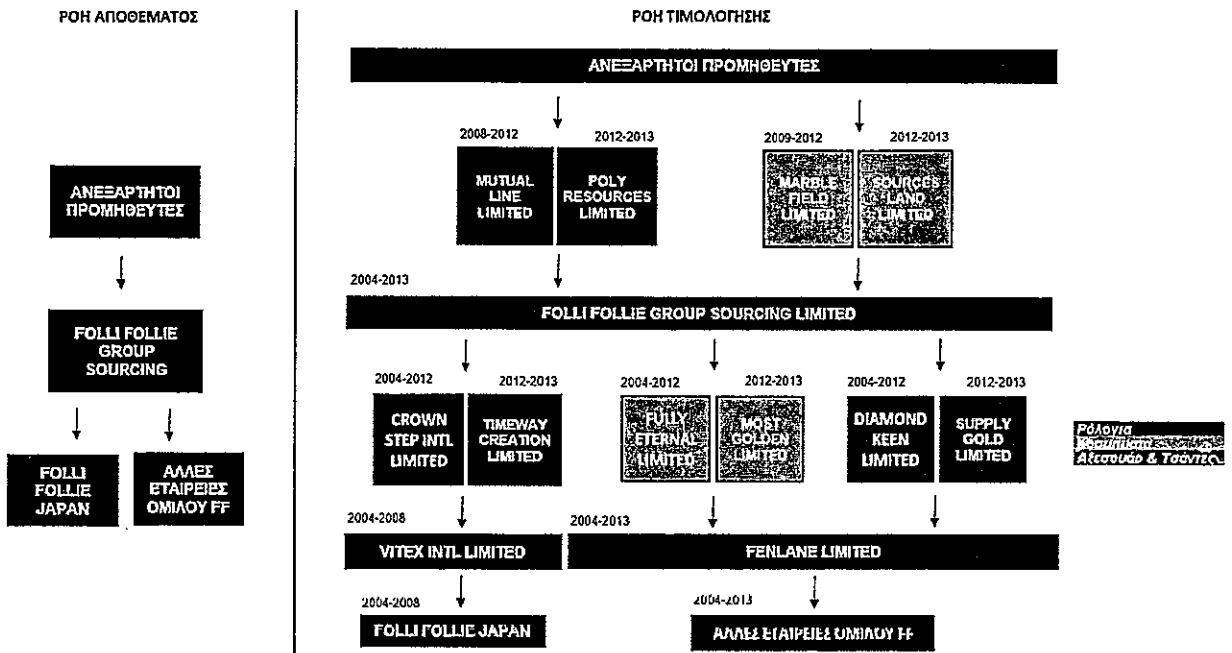 ΡΟΗ ΑΠΟΘΕΜΑΤΟΣ
ΑΝΕΞΑΡΤΗΤΟΙ
ΠΡΟΜΗΘΕΥΤΕΣ
FOLLI FOLLIE
GROUP
SOURCING
FOLLI
FOLLIE
JAPAN
ΑΛΛΕΣ
ΕΤΑΙΡΕΙΕΣ
ΟΜΙΛΟΥ FF
ΡΟΗ ΤΙΜΟΛΟΓΗΣΗΣ
ΑΝΕΞΑΡΤΗΤΟΙ ΠΡΟΜΗΘΕΥΤΕΣ
2008-2012
MUTUAL
LINE
LIMITED
2012-2013
POLY
RESOURCES
LIMITED
2009-2012
MARBLE
FIELD
LIMITED
2012-2013
SOURCES
LAND
LIMITED
2004-2013
FOLLI FOLLIE GROUP SOURCING LIMITED
2004-2012
CROWN
STEP INTL
LIMITED
2012-2013
TIMEWAY
CREATION
LIMITED
2004-2012
FULLY
ETERNAL
LIMITED
2012-2013
MOST
GOLDEN
LIMITED
2004-2012
DIAMOND
KEEN
LIMITED
2012-2013
SUPPLY
GOLD
LIMITED
2004-2008
VITEX INTL LIMITED
2004-2013
FENLANE LIMITED
2004-2008
FOLLI FOLLIE JAPAN
2004-2013
ΑΛΛΕΣ ΕΤΑΙΡΕΙΕΣ ΟΜΙΛΟΥ FF
Ρόλογια
Κοσμήματα
Αξεσουάρ & Τσάντες